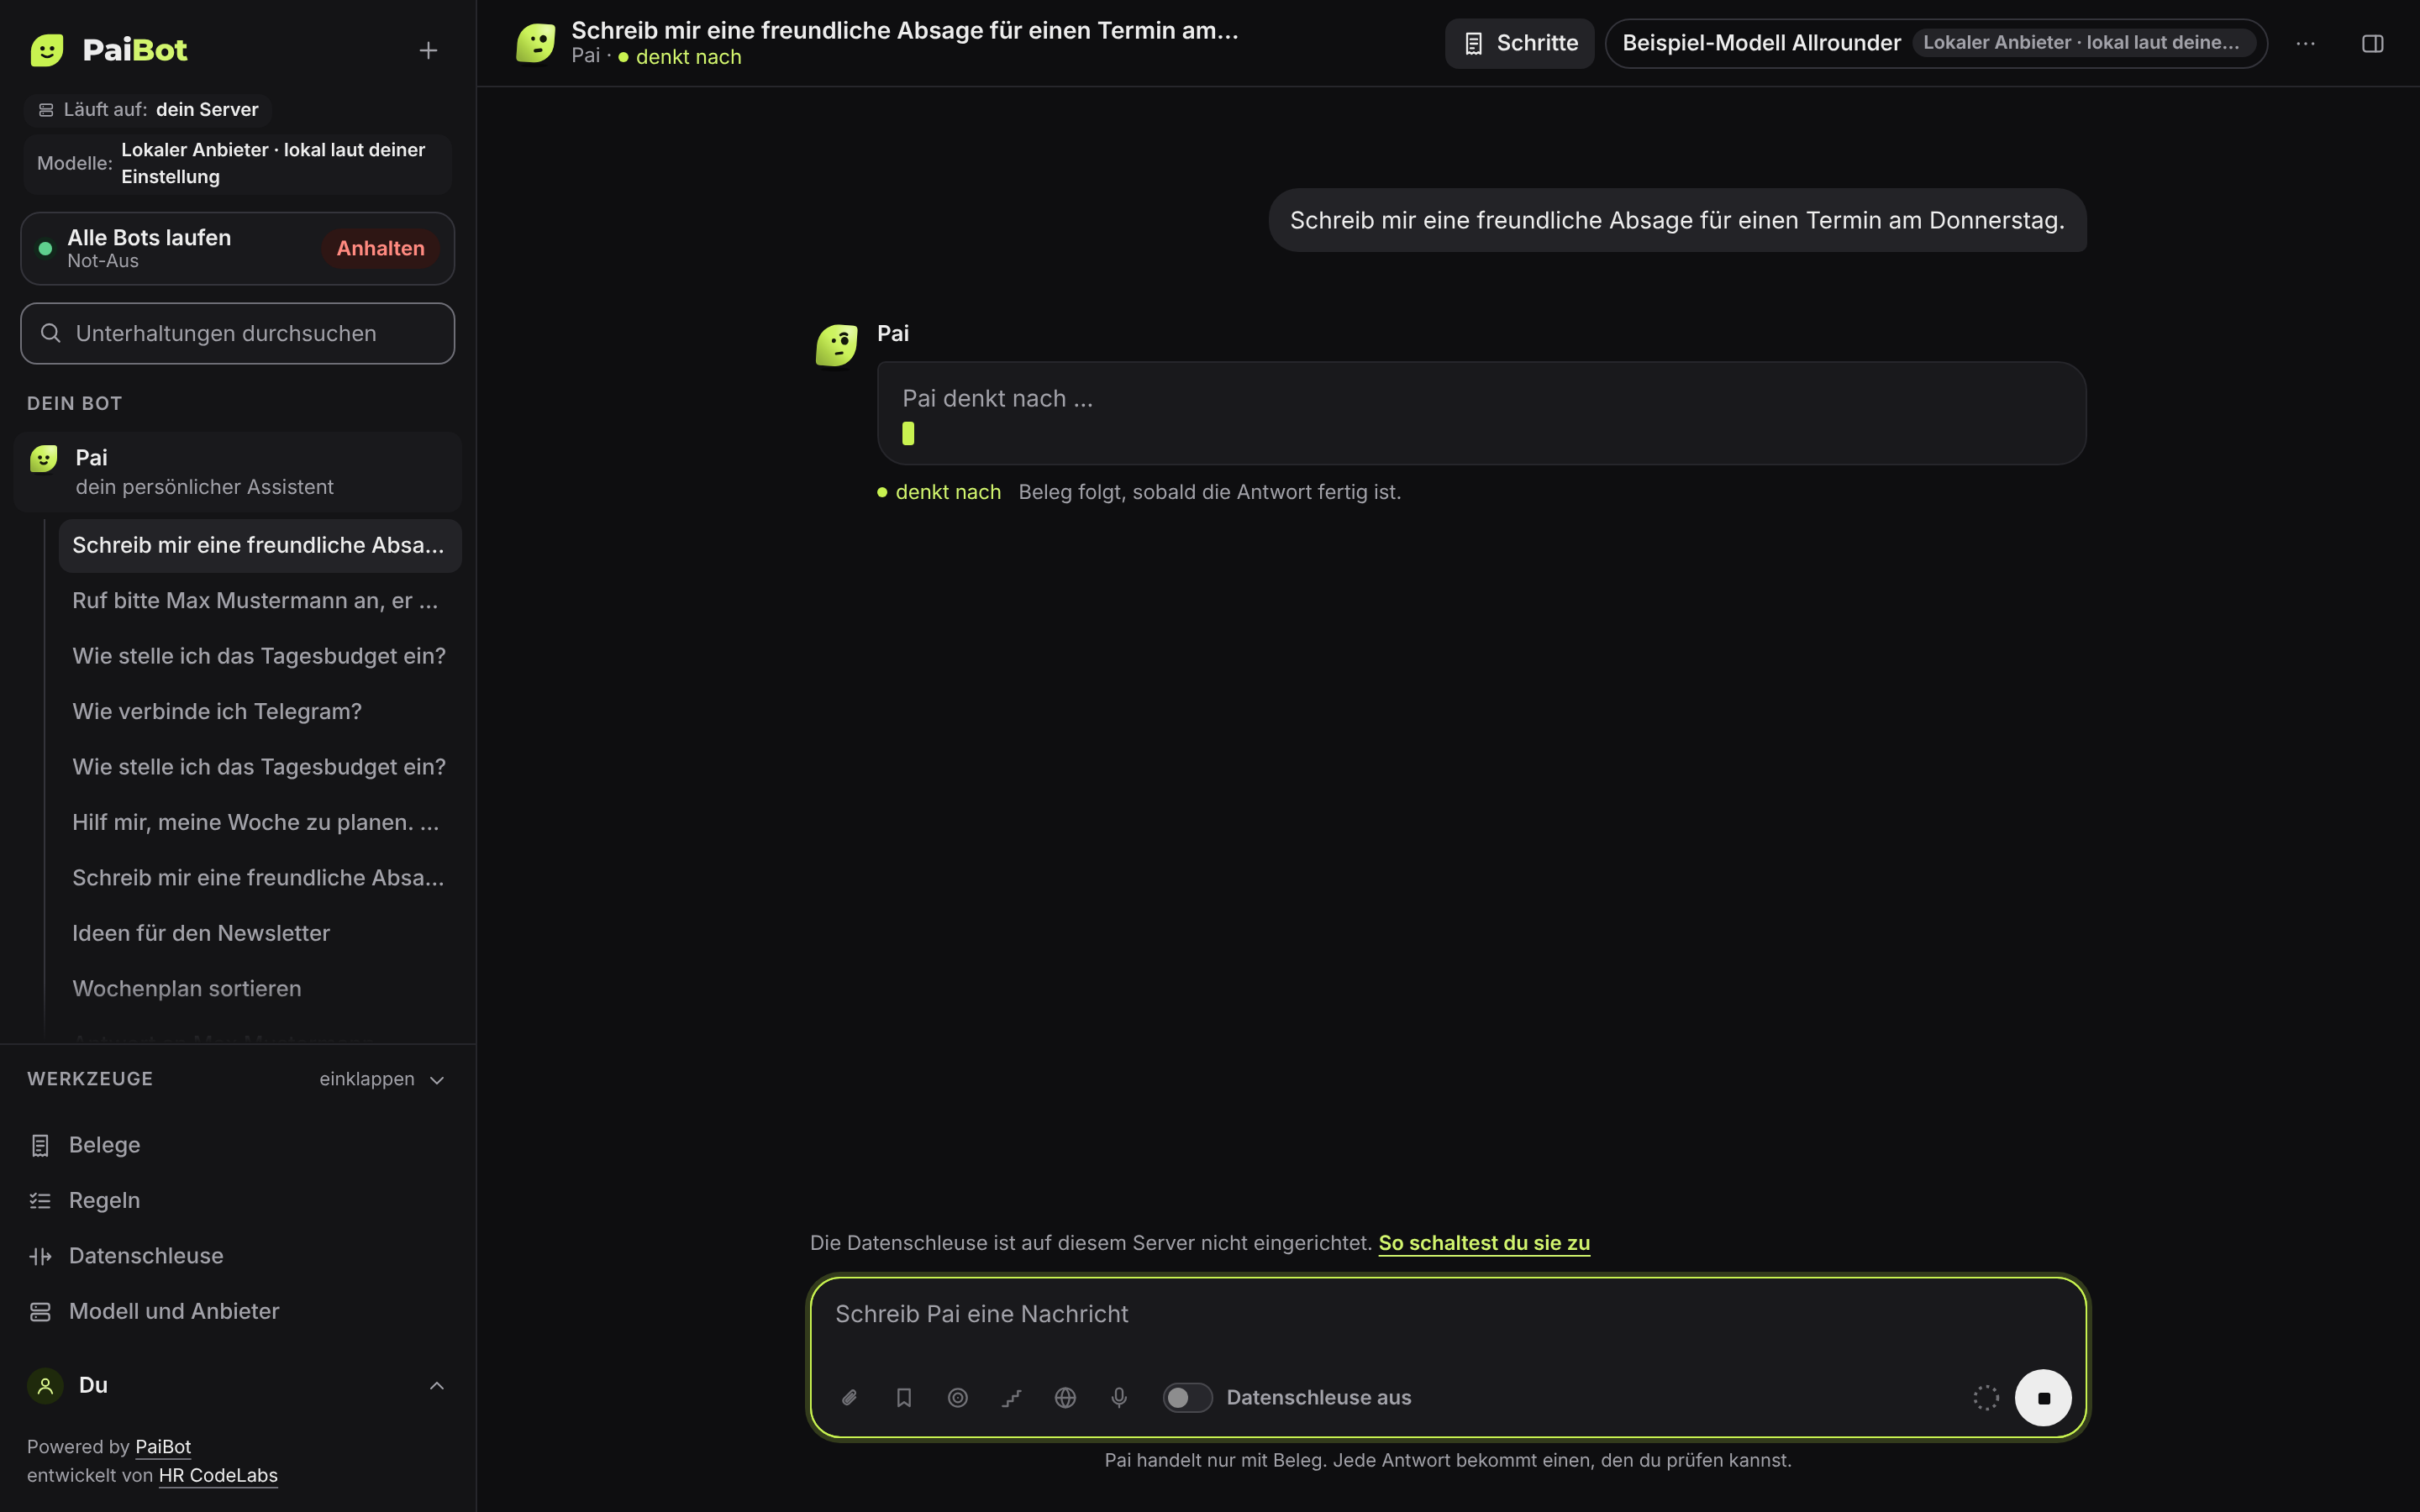 PaiBot
Läuft auf: dein Server
Modelle: Lokaler Anbieter · lokal laut deiner
Einstellung
Alle Bots laufen
Not-Aus
Anhalten
Unterhaltungen durchsuchen
DEIN BOT
Pai
dein persönlicher Assistent
Schreib mir eine freundliche Absa...
Ruf bitte Max Mustermann an, er ...
Wie stelle ich das Tagesbudget ein?
Wie verbinde ich Telegram?
Wie stelle ich das Tagesbudget ein?
Hilf mir, meine Woche zu planen. ...
Schreib mir eine freundliche Absa...
Ideen für den Newsletter
Wochenplan sortieren
WERKZEUGE
einklappen
Belege
Regeln
Datenschleuse
Modell und Anbieter
Du
Powered by PaiBot
entwickelt von HR CodeLabs
Schreib mir eine freundliche Absage für einen Termin am...
Pai · denkt nach
Schritte
Beispiel-Modell Allrounder
Lokaler Anbieter · lokal laut deine...
Schreib mir eine freundliche Absage für einen Termin am Donnerstag.
Pai
Pai denkt nach ...
denkt nach Beleg folgt, sobald die Antwort fertig ist.
Die Datenschleuse ist auf diesem Server nicht eingerichtet. So schaltest du sie zu
Schreib Pai eine Nachricht
Datenschleuse aus
Pai handelt nur mit Beleg. Jede Antwort bekommt einen, den du prüfen kannst.